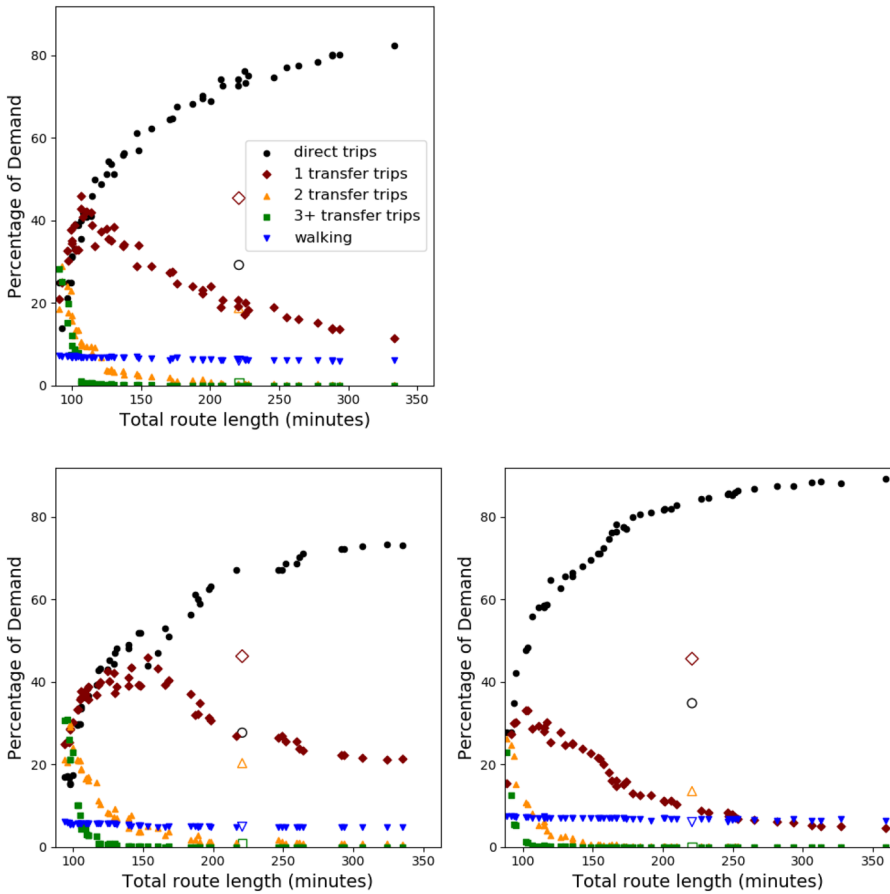 80
60
40
20
0
Percentage of Demand
direct trips
1 transfer trips
2 transfer trips
3+ transfer trips
walking
100 150 200 250 300 350
Total route length (minutes)
80
60
40
20
0
Percentage of Demand
100 150 200 250 300 350
Total route length (minutes)
80
60
40
20
0
Percentage of Demand
100 150 200 250 300 350
Total route length (minutes)